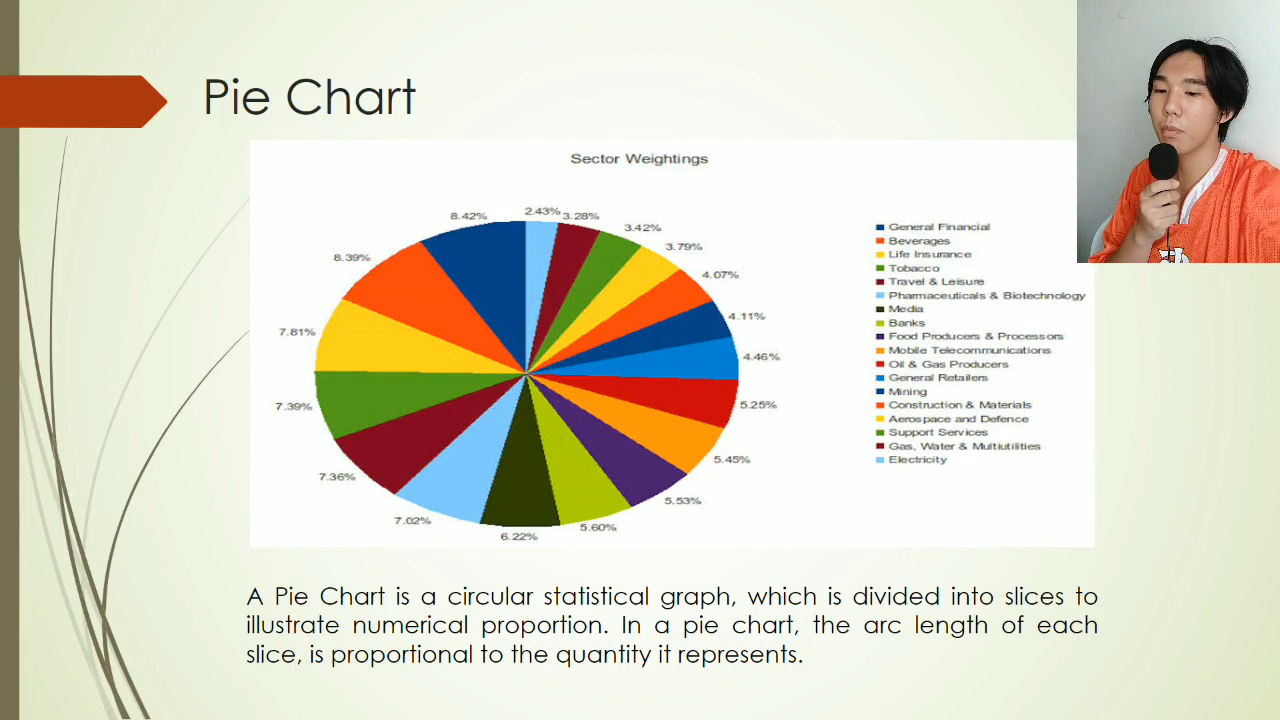 Pie Chart
Sector Weightings
8.42%
2.43%
3.28%
3.42%
3.79%
4.07%
4.11%
4.46%
5.25%
5.45%
5.53%
5.60%
6.22%
7.02%
7.36%
7.39%
7.81%
8.39%
General Financial
Beverages
Life Insurance
Tobacco
Travel & Leisure
Pharmaceuticals & Biotechnology
Media
Banks
Food Producers & Processors
Mobile Telecommunications
Oil & Gas Producers
General Retailers
Mining
Construction & Materials
Aerospace and Defence
Support Services
Gas, Water & Multiutilities
Electricity
A Pie Chart is a circular statistical graph, which is divided into slices to
illustrate numerical proportion. In a pie chart, the arc length of each
slice, is proportional to the quantity it represents.